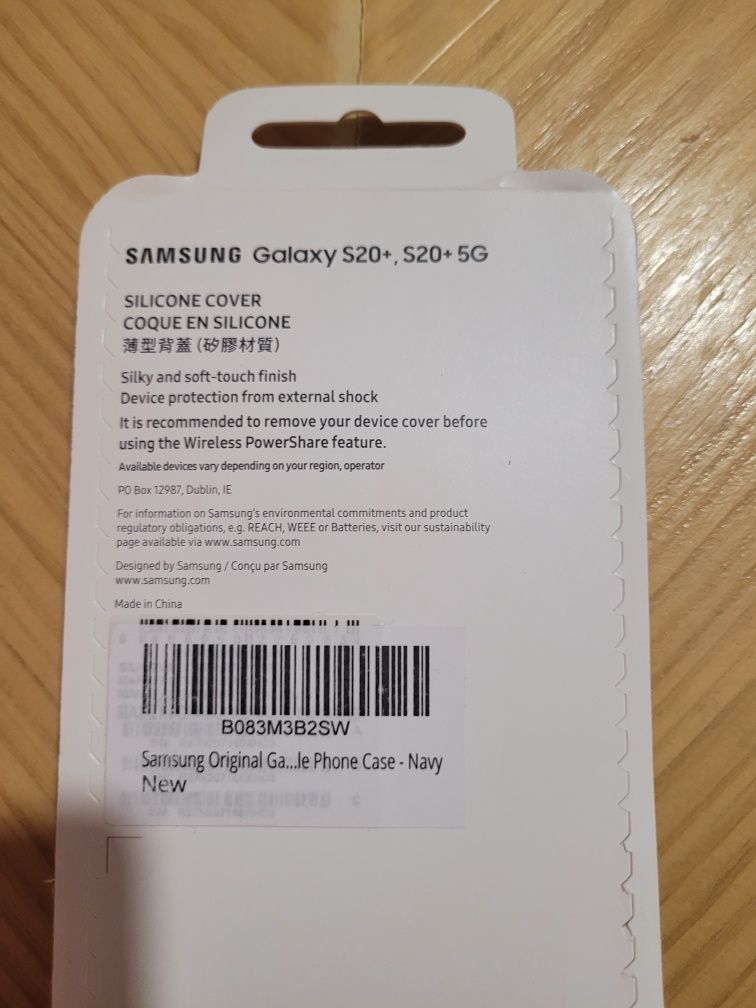 SAMSUNG Galaxy S20+, S20+ 5G
SILICONE COVER
COQUE EN SILICONE
薄型背蓋 (矽膠材質)
Silky and soft-touch finish
Device protection from external shock
It is recommended to remove your device cover before
using the Wireless PowerShare feature.
Available devices vary depending on your region, operator
PO Box 12987, Dublin, IE
For information on Samsung's environmental commitments and product
regulatory obligations, e.g. REACH, WEEE or Batteries, visit our sustainability
page available via www.samsung.com
Designed by Samsung / Conçu par Samsung
www.samsung.com
Made in China
B083M3B2SW
Samsung Original Ga...le Phone Case - Navy
New